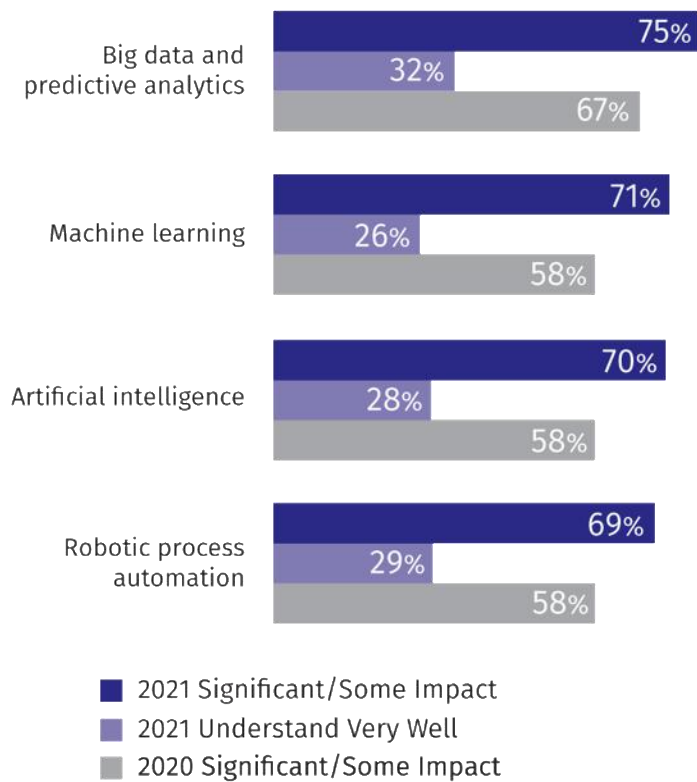 75%
Big data and
32%
predictive analytics
67%
71%
Machine learning
26%
58%
70%
Artificial intelligence
28%
58%
69%
Robotic process
29%
automation
58%
2021 Significant/Some Impact
2021 Understand Very Well
2020 Significant/Some Impact